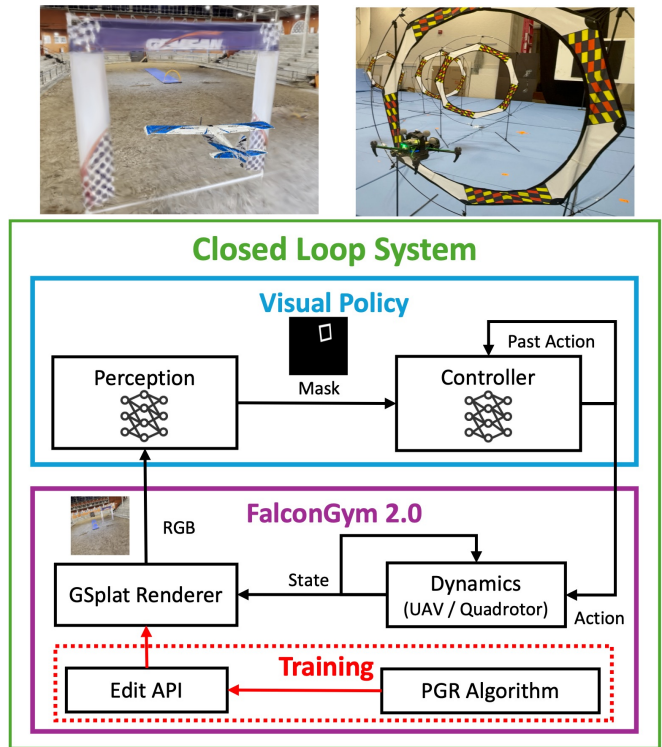 Closed Loop System
Visual Policy
Perception
Mask
Controller
Past Action
FalconGym 2.0
RGB
GSplat Renderer
State
Dynamics
(UAV / Quadrotor)
Action
Training
Edit API
PGR Algorithm